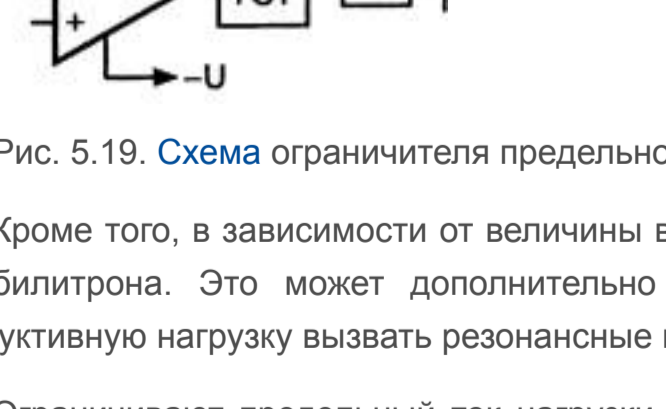 +
−U
Рис. 5.19. Схема ограничителя предельно
Кроме того, в зависимости от величины в
билитрона. Это может дополнительно
уктивную нагрузку вызвать резонансные